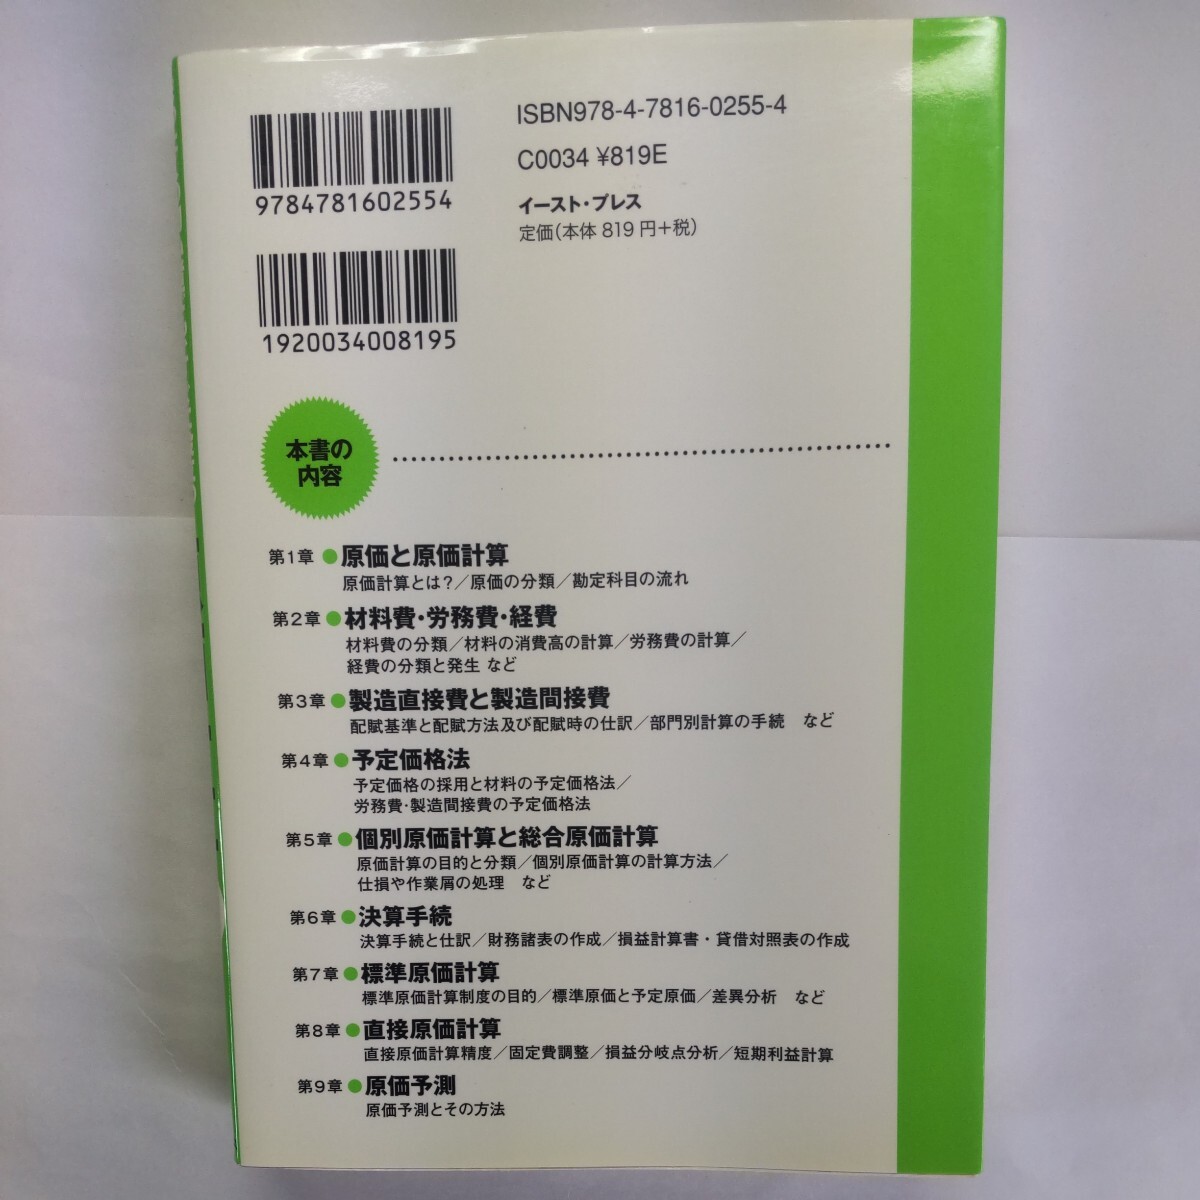 ISBN978-4-7816-0255-4
C0034 ¥819E
イースト・プレス
定価(本体 819 円+税)
9784781602554
1920034008195
本書の
内容
第1章 ● 原価と原価計算
原価計算とは?/原価の分類/勘定科目の流れ
第2章 ● 材料費・労務費・経費
材料費の分類/材料の消費高の計算/労務費の計算/
経費の分類と発生 など
第3章 ● 製造直接費と製造間接費
配賦基準と配賦方法及び配賦時の仕訳/部門別計算の手続 など
第4章 ● 予定価格法
予定価格の採用と材料の予定価格法/
労務費・製造間接費の予定価格法
第5章 ● 個別原価計算と総合原価計算
原価計算の目的と分類/個別原価計算の計算方法/
仕損や作業屑の処理 など
第6章 ● 決算手続
決算手続と仕訳/財務諸表の作成/損益計算書・貸借対照表の作成
第7章 ● 標準原価計算
標準原価計算制度の目的/標準原価と予定原価/差異分析 など
第8章 ● 直接原価計算
直接原価計算精度/固定費調整/損益分岐点分析/短期利益計算
第9章 ● 原価予測
原価予測とその方法